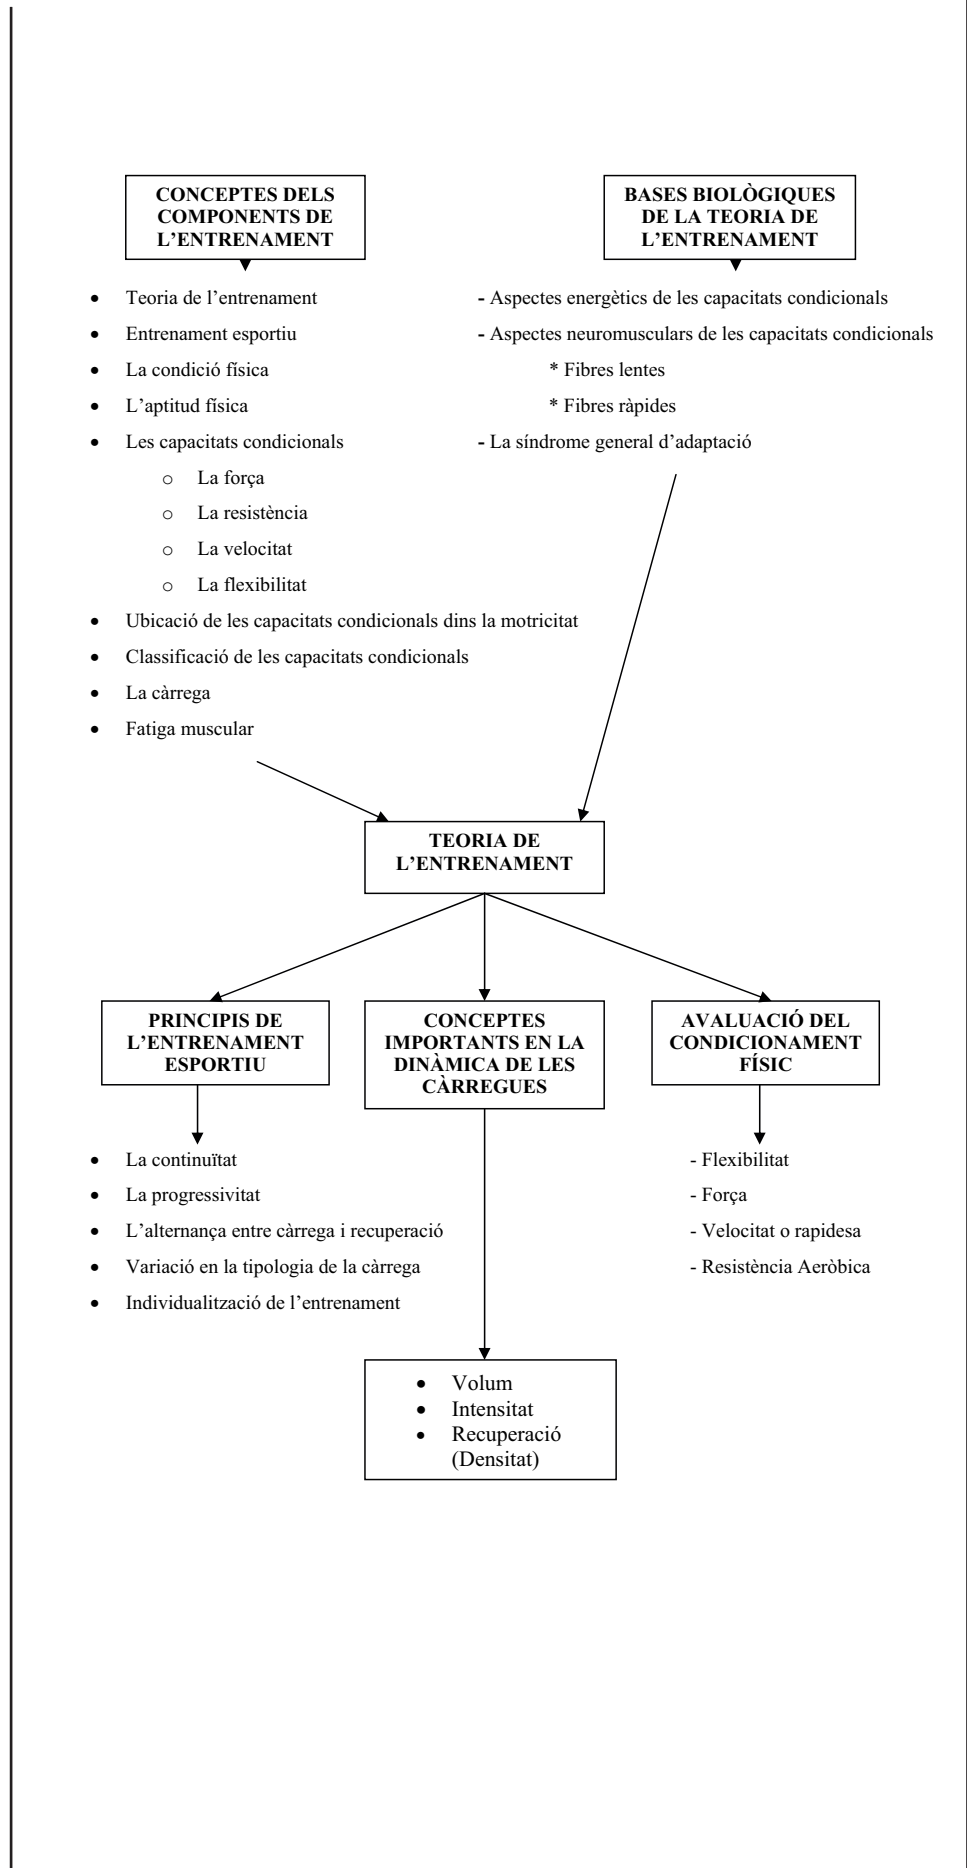 CONCEPTES DELS
COMPONENTS DE
L’ENTRENAMENT
• Teoria de l’entrenament
• Entrenament esportiu
• La condició física
• L’aptitud física
• Les capacitats condicionals
o La força
o La resistència
o La velocitat
o La flexibilitat
• Ubicació de les capacitats condicionals dins la motricitat
• Classificació de les capacitats condicionals
• La càrrega
• Fatiga muscular
BASES BIOLÒGIQUES
DE LA TEORIA DE
L’ENTRENAMENT
- Aspectes energètics de les capacitats condicionals
- Aspectes neuromusculars de les capacitats condicionals
* Fibres lentes
* Fibres ràpides
- La síndrome general d’adaptació
TEORIA DE
L’ENTRENAMENT
PRINCIPIS DE
L’ENTRENAMENT
ESPORTIU
• La continuïtat
• La progressivitat
• L’alternança entre càrrega i recuperació
• Variació en la tipologia de la càrrega
• Individualització de l’entrenament
CONCEPTES
IMPORTANTS EN LA
DINÀMICA DE LES
CÀRREGUES
• Volum
• Intensitat
• Recuperació
(Densitat)
AVALUACIÓ DEL
CONDICIONAMENT
FÍSIC
- Flexibilitat
- Força
- Velocitat o rapidesa
- Resistència Aeròbica